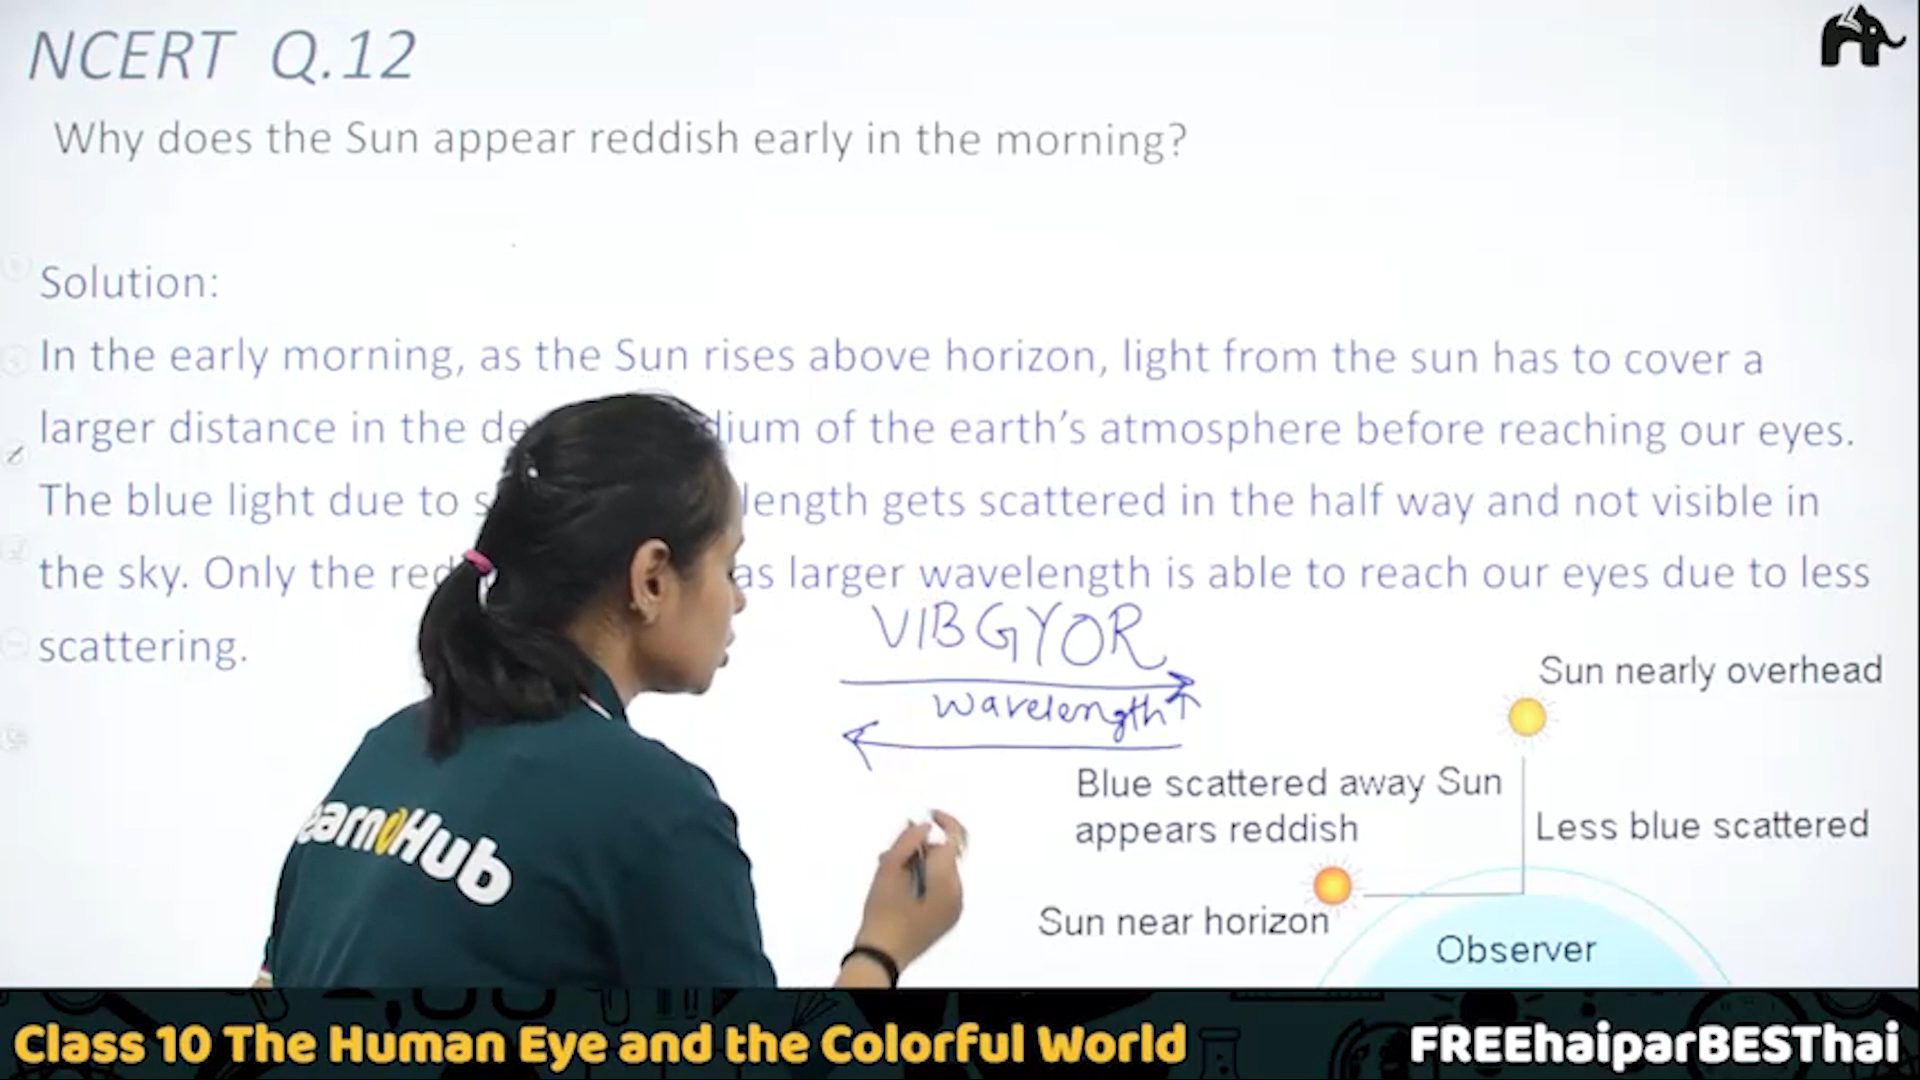 NCERT Q.12
Why does the Sun appear reddish early in the morning?
Solution:
In the early morning, as the Sun rises above horizon, light from the sun has to cover a
larger distance in the of the earth's atmosphere before reaching our eyes.
The blue light due to gets scattered in the half way and not visible in
the sky. Only the larger wavelength is able to reach our eyes due to less
scattering.
VIBGYOR
wavelength↑
Sun nearly overhead
Blue scattered away Sun
appears reddish
Less blue scattered
Sun near horizon
Observer
earnoHub
Class 10 The Human Eye and the Colorful World
FREEhaiparBESThai